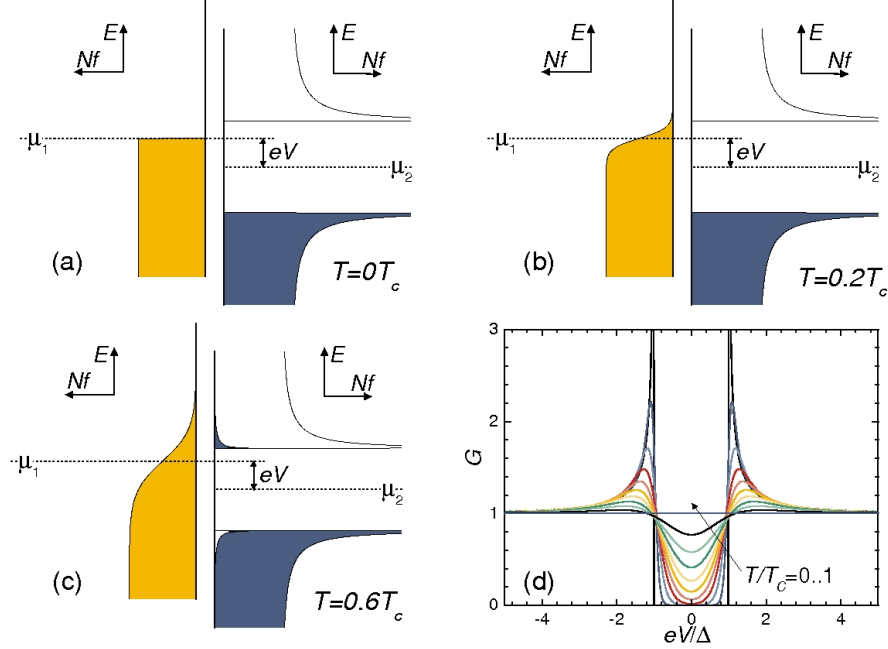 E
Nf
E
Nf
μ1
eV
μ2
(a)
T=0Tc
E
Nf
E
Nf
μ1
eV
μ2
(b)
T=0.2Tc
E
Nf
E
Nf
μ1
eV
μ2
(c)
T=0.6Tc
3
2
1
0
G
(d)
T/TC=0..1
-4 -2 0 2 4
eV/Δ